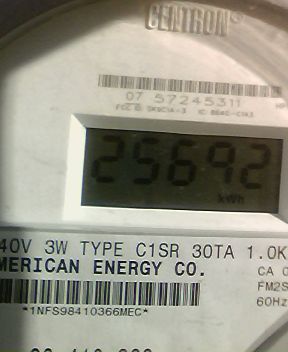 CENTRON®
07 57245311
25692
kWh
40V 3W TYPE C1SR 30TA 1.0K
MERICAN ENERGY CO.
CA 0
FM2S
60Hz
*1NFS98410366MEC*